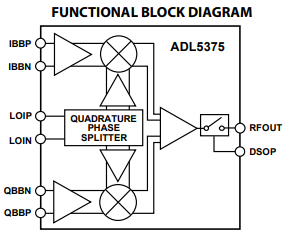 FUNCTIONAL BLOCK DIAGRAM
ADL5375
IBBP
IBBN
LOIP
LOIN
QUADRATURE
PHASE
SPLITTER
RFOUT
DSOP
QBBN
QBBP